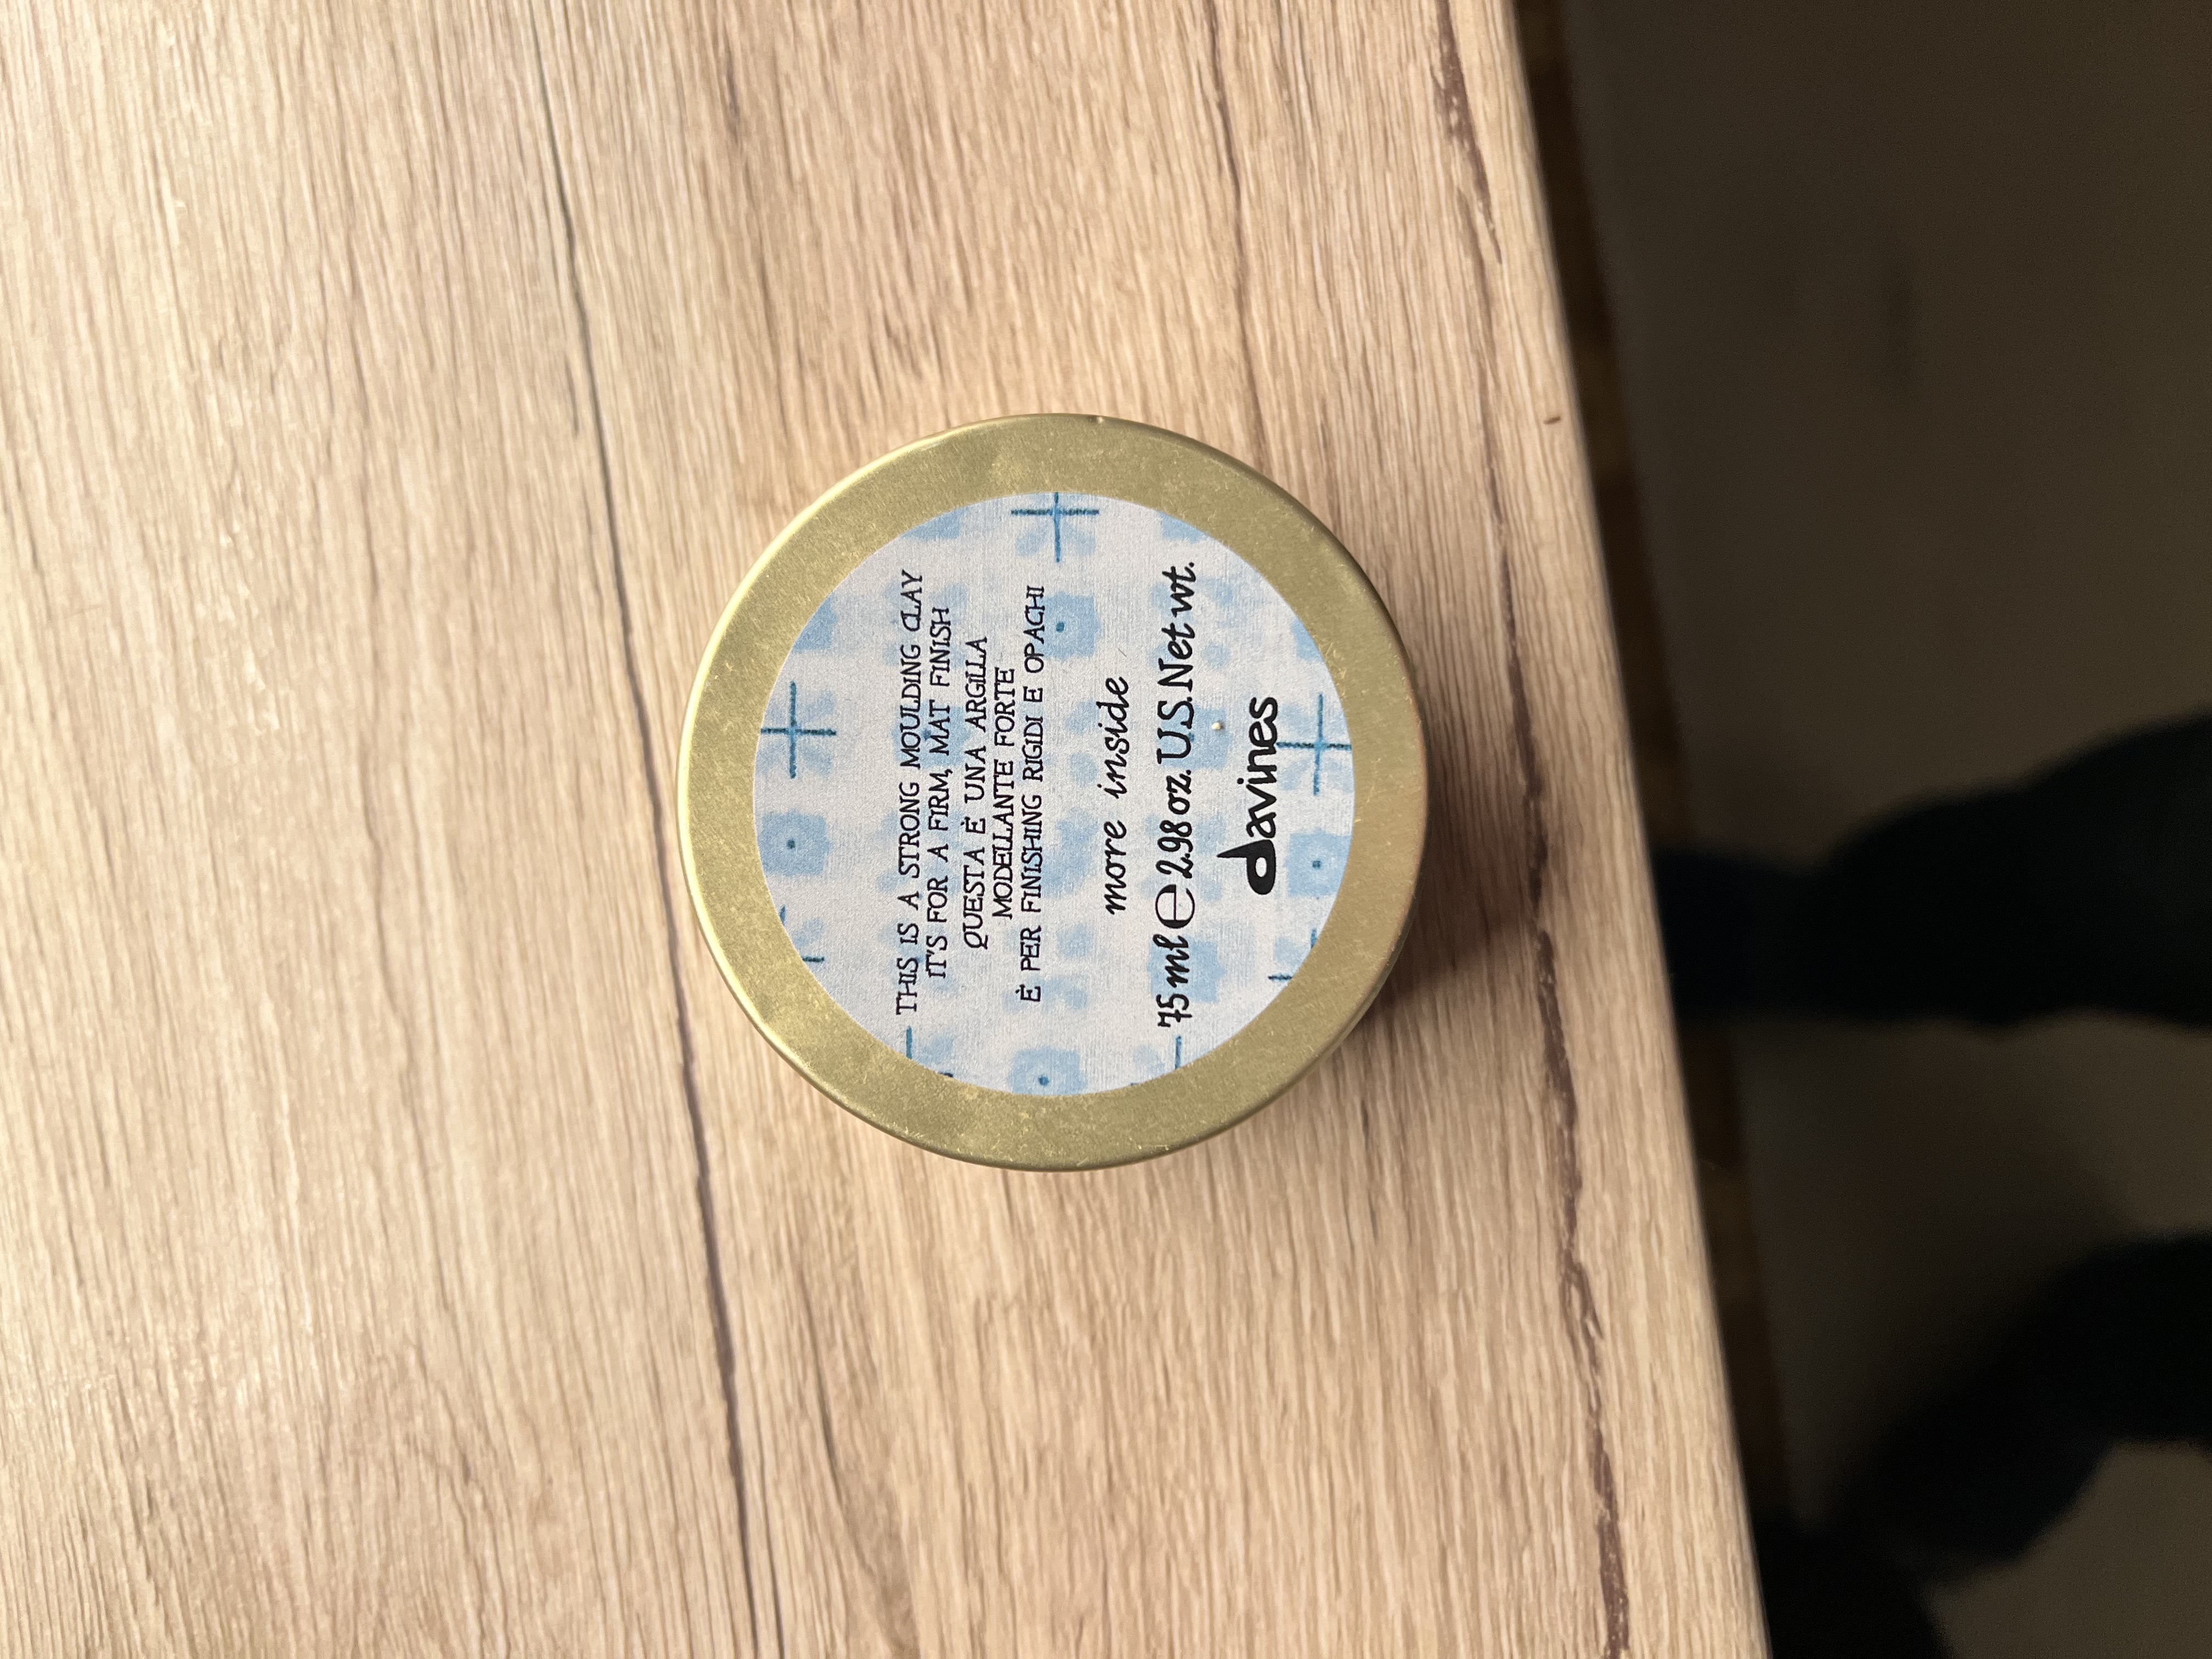 THIS IS A STRONG MOULDING CLAY
IT'S FOR A FIRM, MAT FINISH
QUESTA È UNA ARGILLA
MODELLANTE FORTE
È PER FINISHING RIGIDI E OPACHI
more inside
75 ml e 2.98 oz. U.S. Net wt.
davines